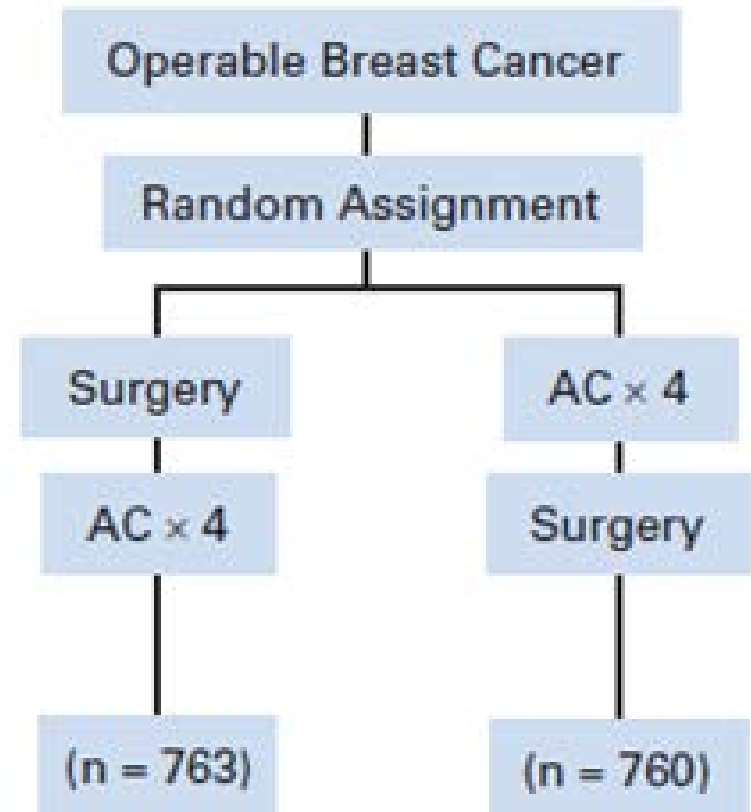 Operable Breast Cancer
Random Assignment
Surgery
AC × 4
AC × 4
Surgery
(n = 763)
(n = 760)